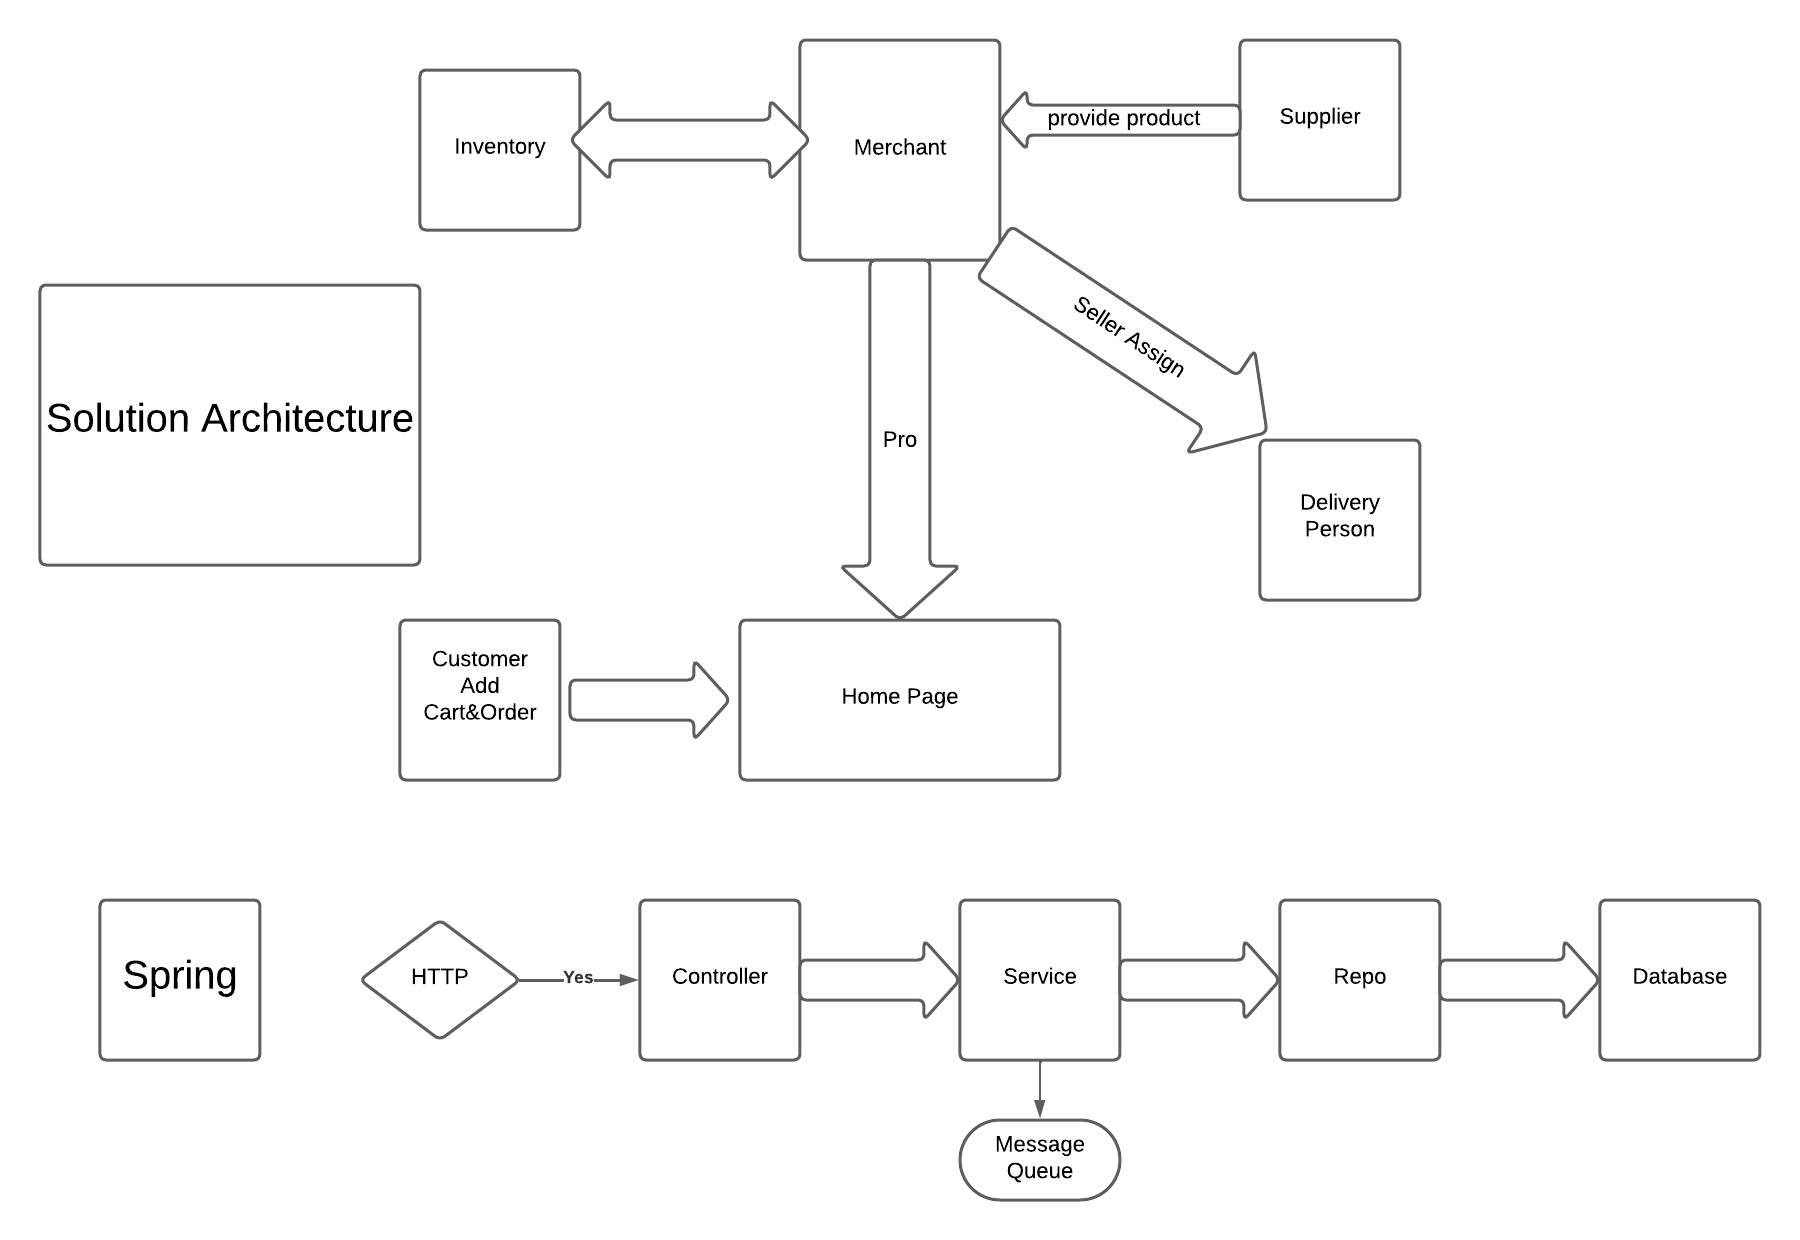 Inventory
Merchant
provide product
Supplier
Seller Assign
Solution Architecture
Pro
Delivery
Person
Customer
Add
Cart&Order
Home Page
Spring
HTTP
Yes
Controller
Service
Repo
Database
Message
Queue